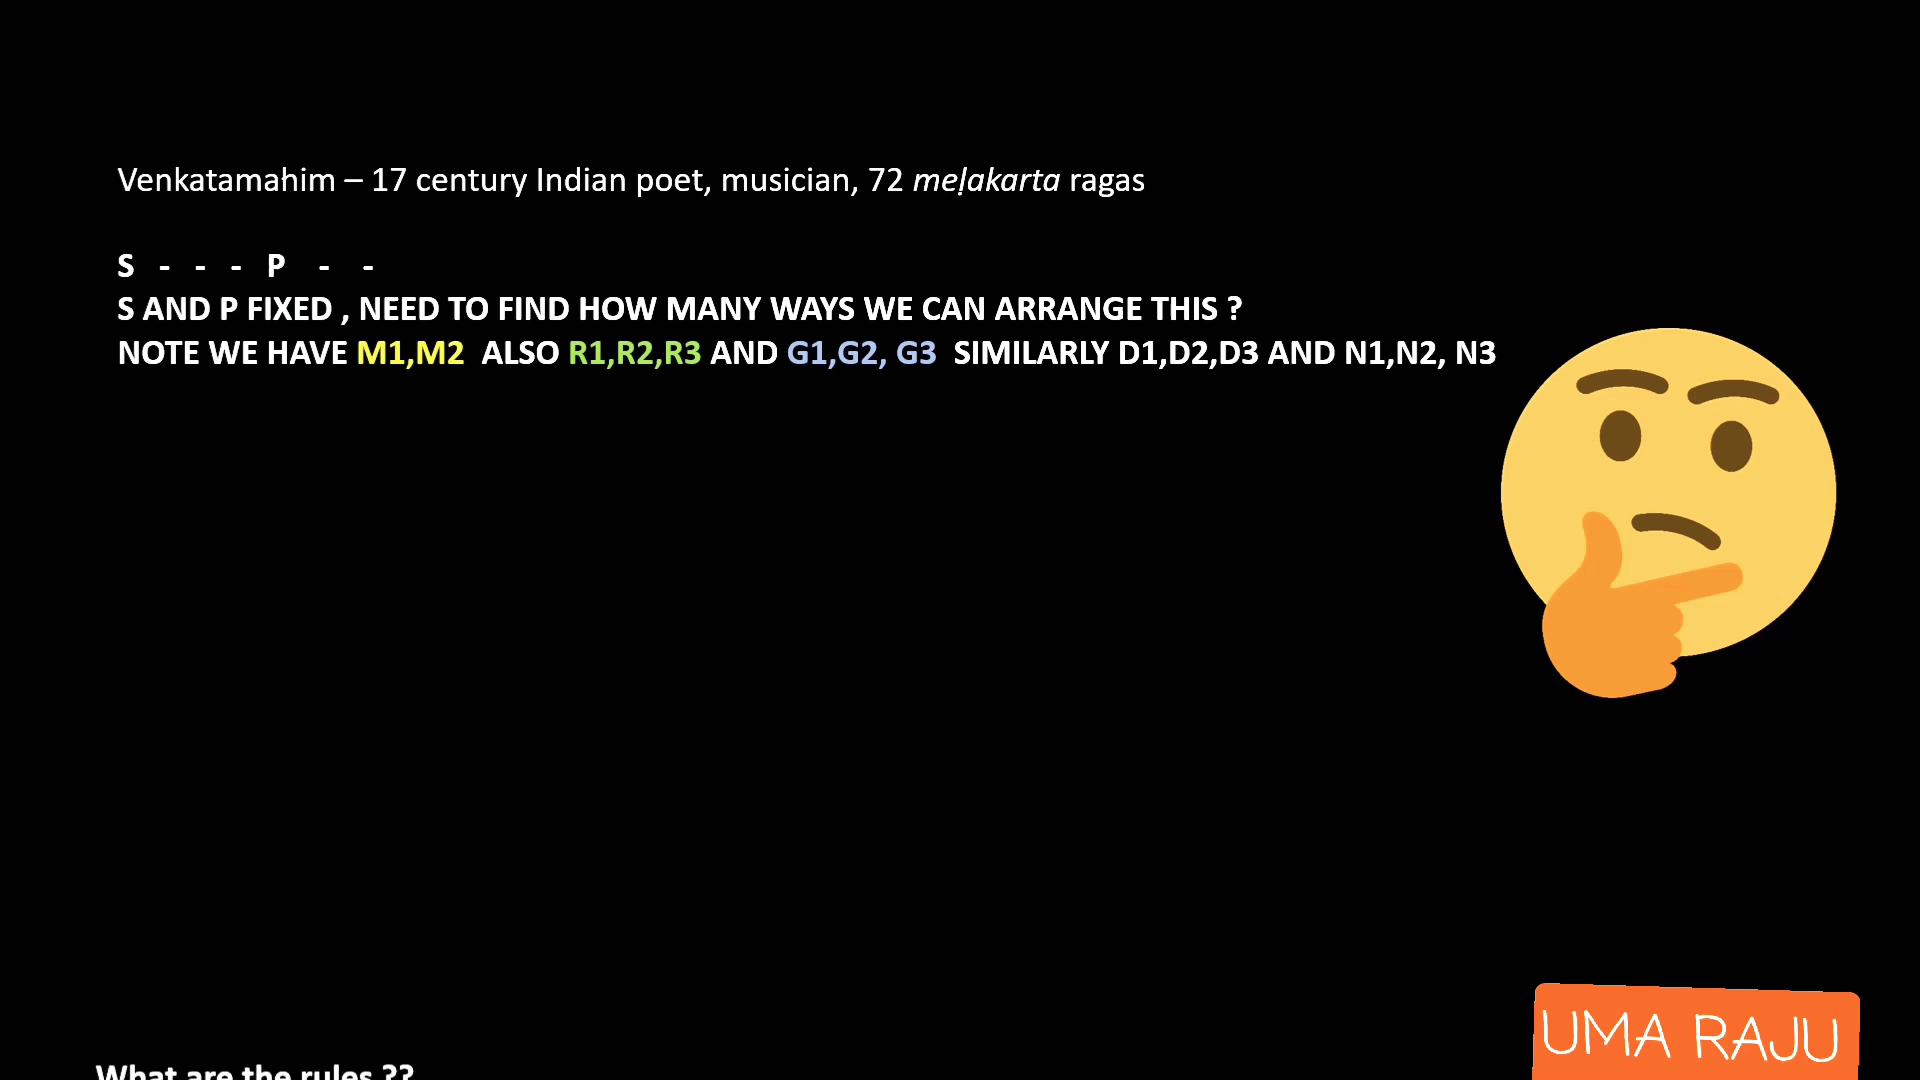 Venkatamahim – 17 century Indian poet, musician, 72 meḷakarta ragas
S - - - P - -
S AND P FIXED , NEED TO FIND HOW MANY WAYS WE CAN ARRANGE THIS ?
NOTE WE HAVE M1,M2 ALSO R1,R2,R3 AND G1,G2, G3 SIMILARLY D1,D2,D3 AND N1,N2, N3
UMA RAJU
What are the rules ??